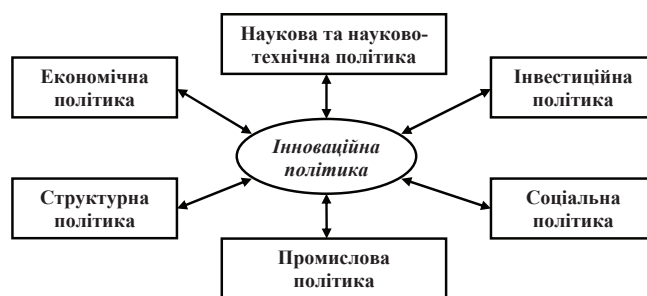 Наукова та науково-
технічна політика
Економічна
політика
Інвестиційна
політика
Інноваційна
політика
Структурна
політика
Соціальна
політика
Промислова
політика